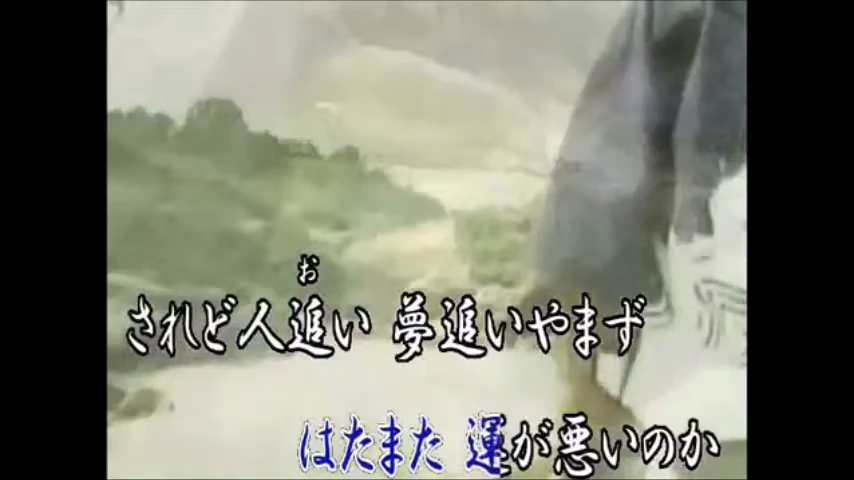 お
されど人追い 夢追いやまず
はたまた 運が悪いのか